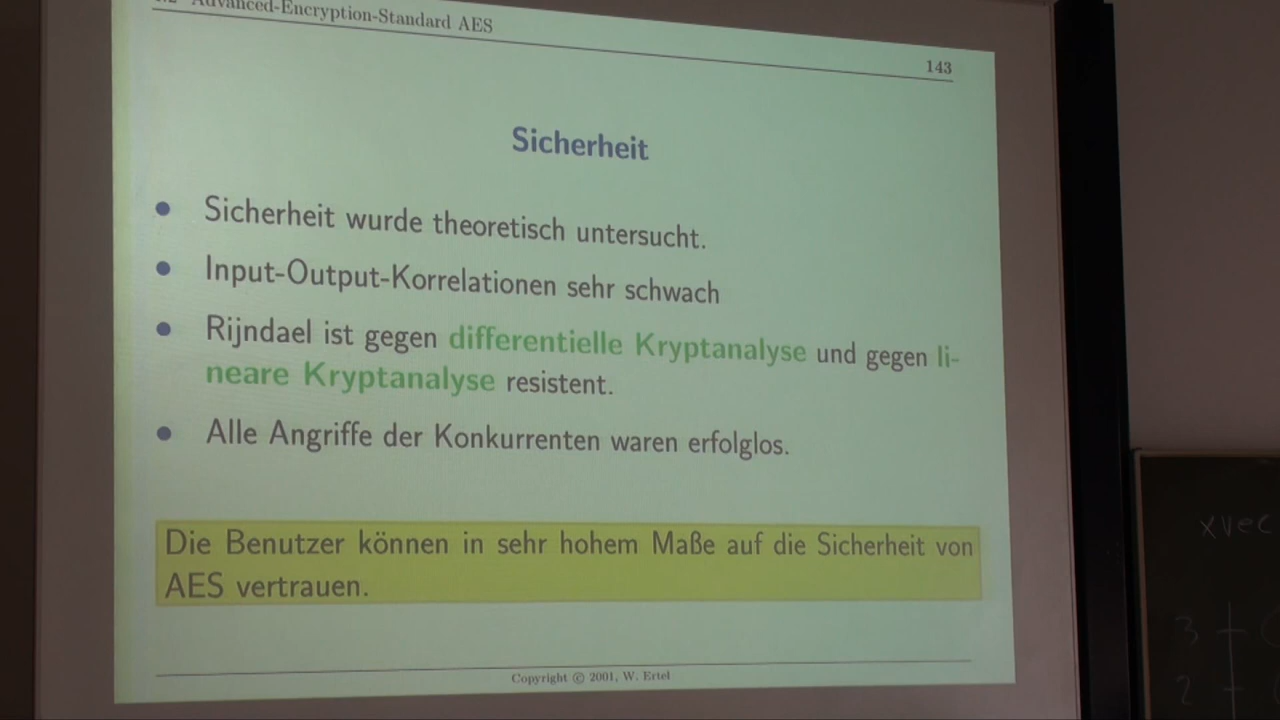 Advanced-Encryption-Standard AES
143
Sicherheit
• Sicherheit wurde theoretisch untersucht.
• Input-Output-Korrelationen sehr schwach
• Rijndael ist gegen differentielle Kryptanalyse und gegen li-
neare Kryptanalyse resistent.
• Alle Angriffe der Konkurrenten waren erfolglos.
Die Benutzer können in sehr hohem Maße auf die Sicherheit von
AES vertrauen.
Copyright © 2001, W. Ertel
xvec
3
2